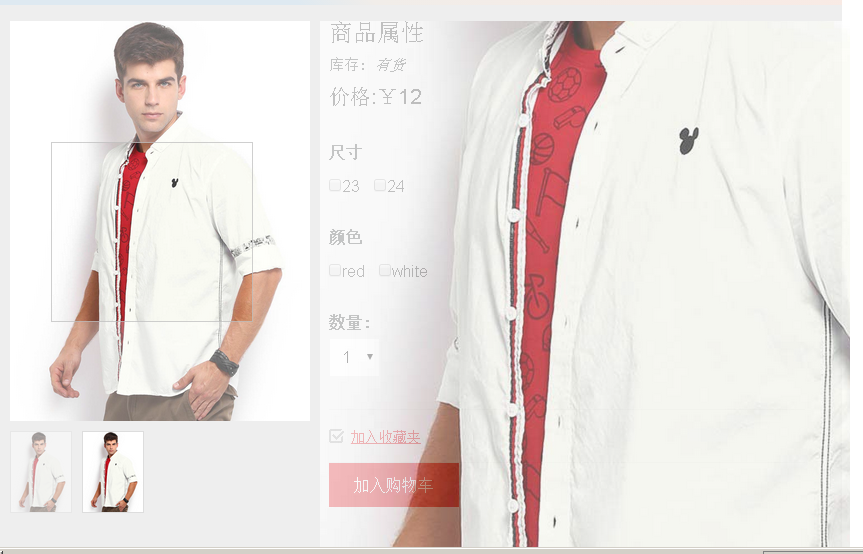 商品属性
库存：有货
价格:￥12
尺寸
23 24
颜色
red white
数量：
1
加入收藏夹
加入购物车